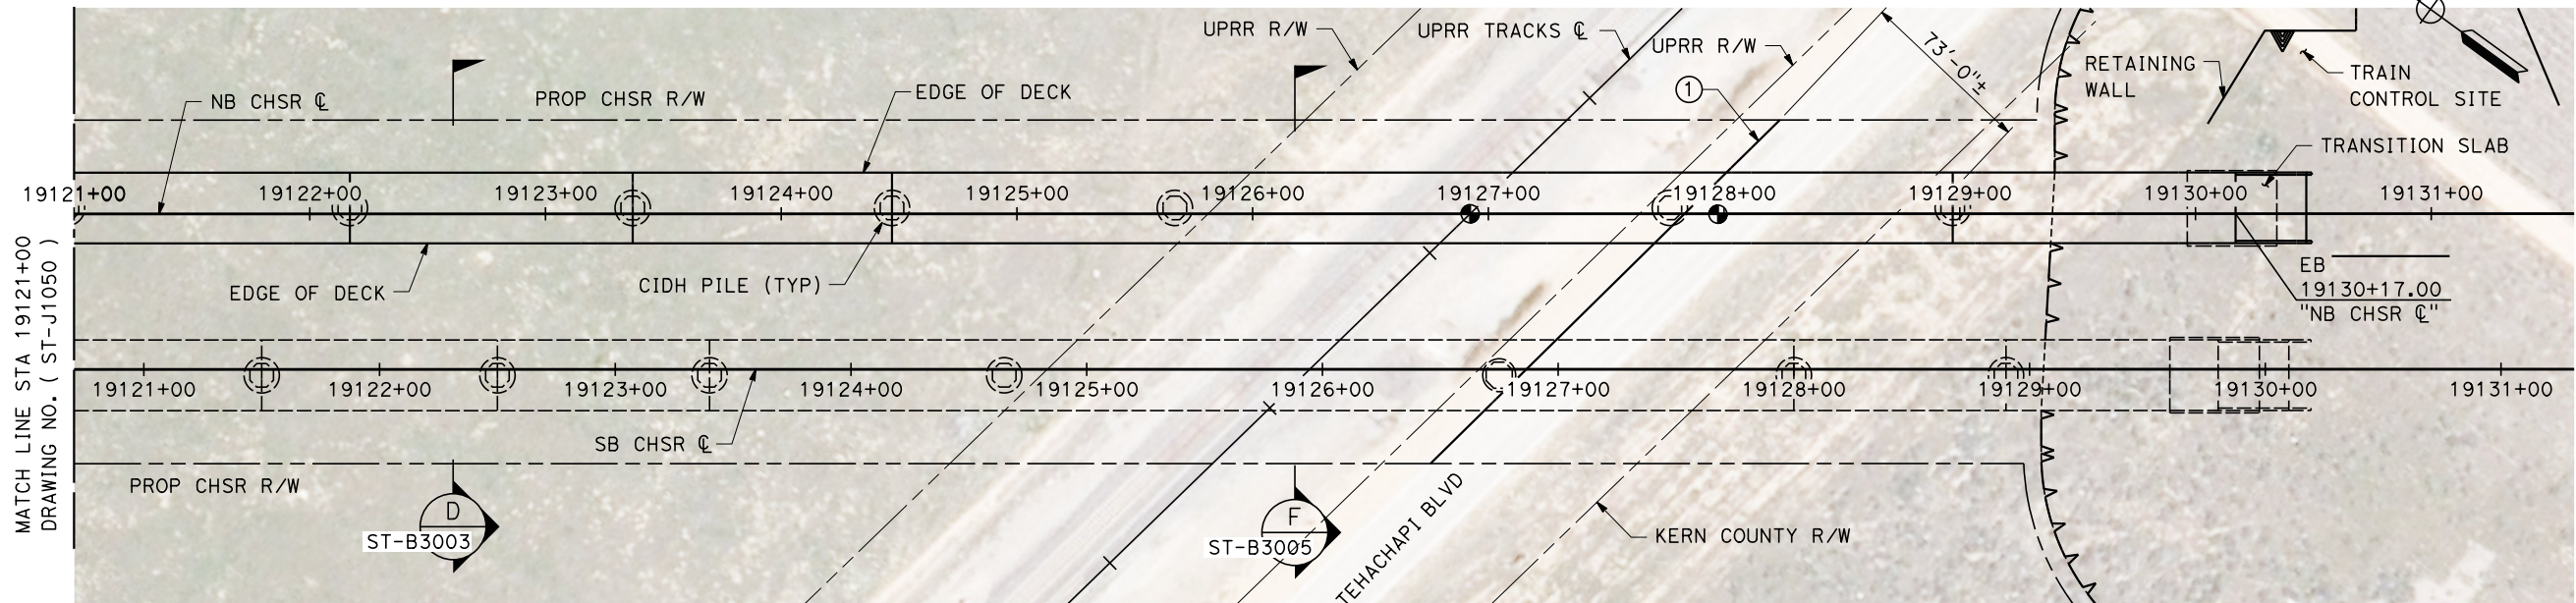 UPRR R/W
UPRR TRACKS ℄
UPRR R/W
73'-0"±
RETAINING
WALL
TRAIN
CONTROL SITE
NB CHSR ℄
PROP CHSR R/W
EDGE OF DECK
1
TRANSITION SLAB
19121+00
19122+00
19123+00
19124+00
19125+00
19126+00
19127+00
19128+00
19129+00
19130+00
19131+00
EDGE OF DECK
CIDH PILE (TYP)
EB
19130+17.00
"NB CHSR ℄"
MATCH LINE STA 19121+00
DRAWING NO. ( ST-J1050 )
19121+00
19122+00
19123+00
19124+00
19125+00
19126+00
19127+00
19128+00
19129+00
19130+00
19131+00
SB CHSR ℄
PROP CHSR R/W
D
ST-B3003
F
ST-B3005
TEHACHAPI BLVD
KERN COUNTY R/W